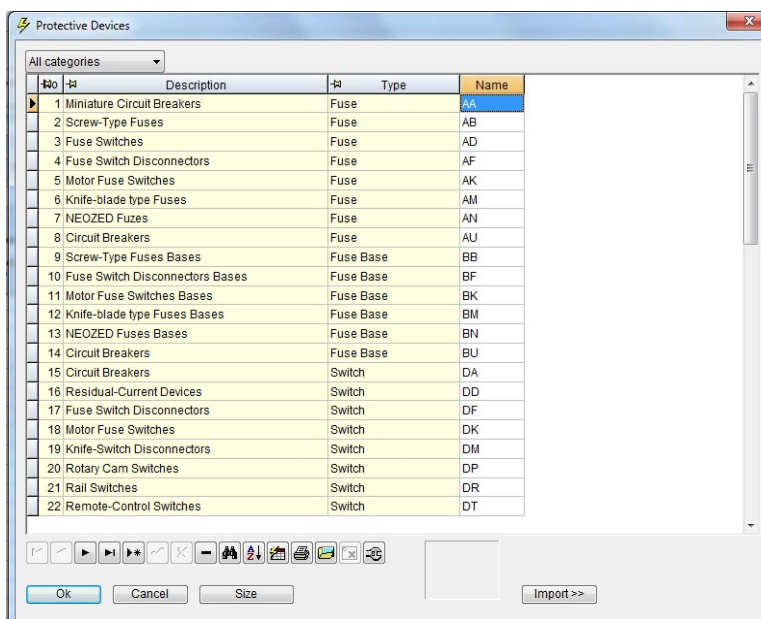 Protective Devices
All categories
No Description Type Name
1 Miniature Circuit Breakers Fuse AA
2 Screw-Type Fuses Fuse AB
3 Fuse Switches Fuse AD
4 Fuse Switch Disconnectors Fuse AF
5 Motor Fuse Switches Fuse AK
6 Knife-blade type Fuses Fuse AM
7 NEOZED Fuzes Fuse AN
8 Circuit Breakers Fuse AU
9 Screw-Type Fuses Bases Fuse Base BB
10 Fuse Switch Disconnectors Bases Fuse Base BF
11 Motor Fuse Switches Bases Fuse Base BK
12 Knife-blade type Fuses Bases Fuse Base BM
13 NEOZED Fuses Bases Fuse Base BN
14 Circuit Breakers Fuse Base BU
15 Circuit Breakers Switch DA
16 Residual-Current Devices Switch DD
17 Fuse Switch Disconnectors Switch DF
18 Motor Fuse Switches Switch DK
19 Knife-Switch Disconnectors Switch DM
20 Rotary Cam Switches Switch DP
21 Rail Switches Switch DR
22 Remote-Control Switches Switch DT
Ok Cancel Size Import >>